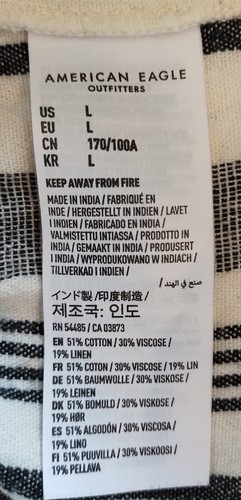 AMERICAN EAGLE
OUTFITTERS
US L
EU L
CN 170/100A
KR L
KEEP AWAY FROM FIRE
MADE IN INDIA / FABRIQUÉ EN
INDE / HERGESTELLT IN INDIEN / LAVET
I INDIEN / FABRICADO EN INDIA /
VALMISTETTU INTIASSA / PRODOTTO IN
INDIA / GEMAAKT IN INDIA / PRODUSERT
I INDIA / WYPRODUKOWANO W INDIACH /
TILLVERKAD I INDIEN /
صنع في الهند /
インド製 /印度制造 /
제조국: 인도
RN 54485 / CA 03873
EN 51% COTTON / 30% VISCOSE /
19% LINEN
FR 51% COTON / 30% VISCOSE / 19% LIN
DE 51% BAUMWOLLE / 30% VISKOSE /
19% LEINEN
DK 51% BOMULD / 30% VISKOSE /
19% HØR
ES 51% ALGODÓN / 30% VISCOSA /
19% LINO
FI 51% PUUVILLA / 30% VISKOOSI /
19% PELLAVA